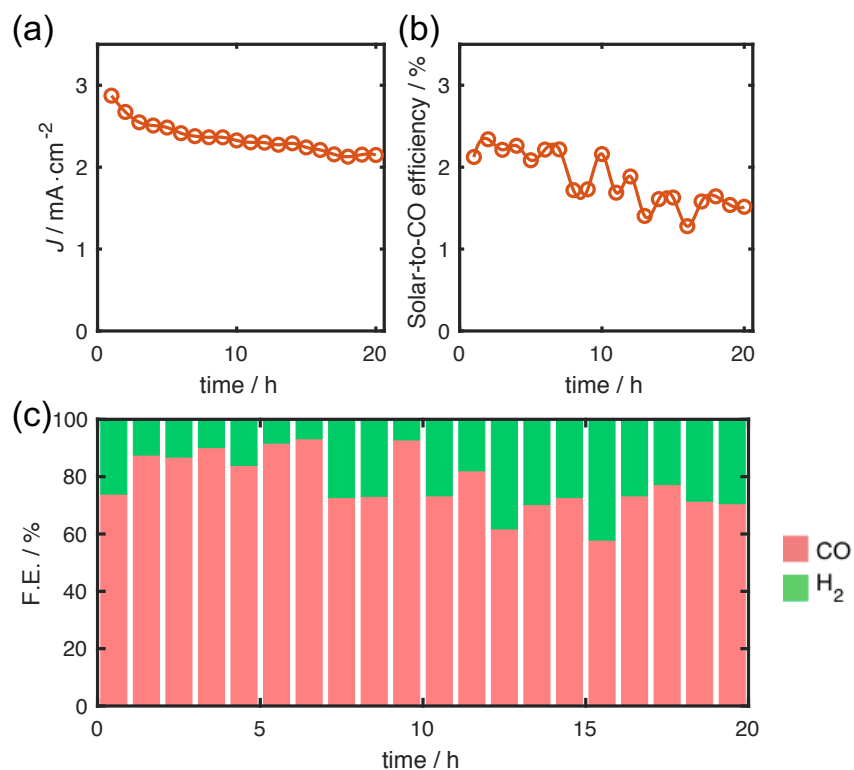 (a)
J / mA·cm-2
3
2
1
0
0 10 20
time / h
(b)
Solar-to-CO efficiency / %
3
2
1
0
0 10 20
time / h
(c)
F.E. / %
100
80
60
40
20
0
0 5 10 15 20
time / h
CO
H2